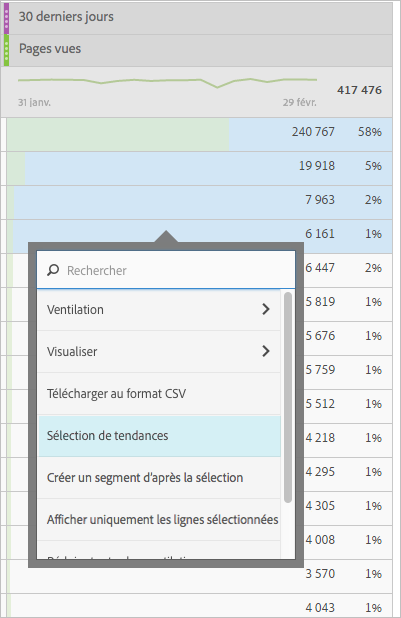 30 derniers jours
Pages vues
417 476
31 janv. 29 févr.
240 767 58%
19 918 5%
7 963 2%
6 161 1%
Rechercher
6 447 2%
Ventilation
5 819 1%
5 676 1%
Visualiser
5 759 1%
Télécharger au format CSV
5 512 1%
Sélection de tendances
4 218 1%
Créer un segment d'après la sélection
4 295 1%
4 305 1%
Afficher uniquement les lignes sélectionnées
4 008 1%
3 570 1%
4 043 1%